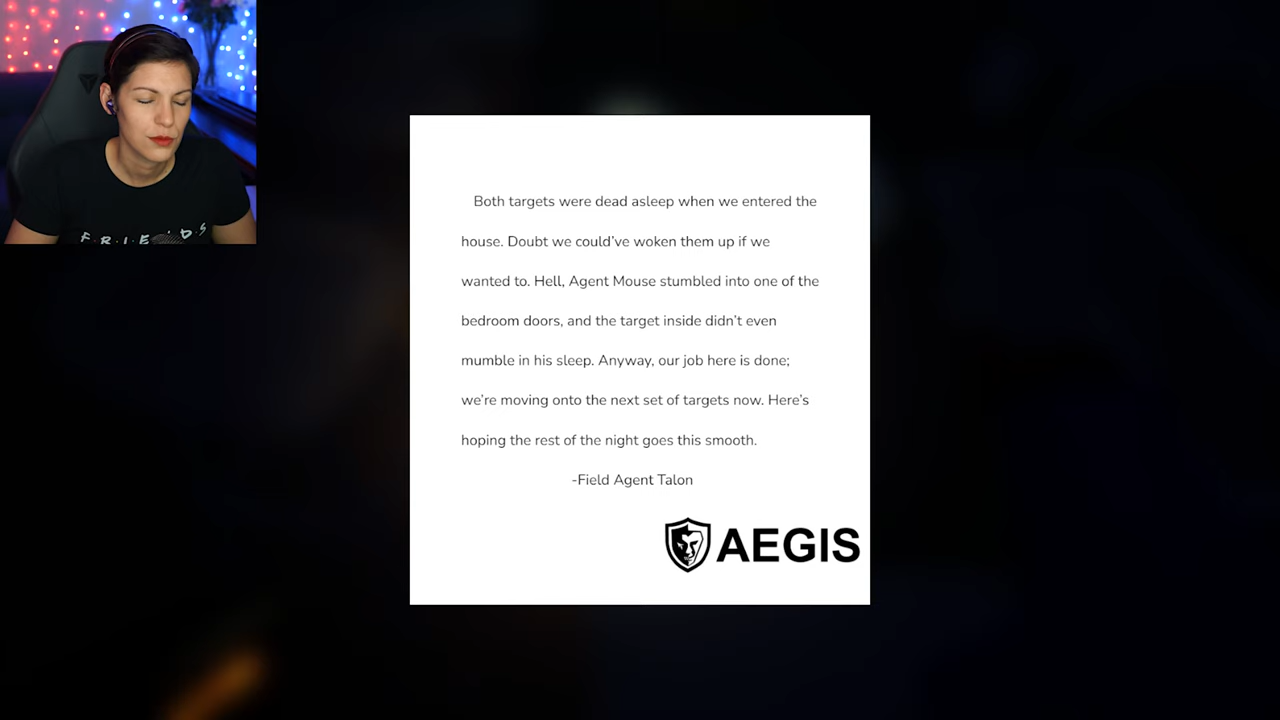 F·R·I·E·N·D·S
Both targets were dead asleep when we entered the
house. Doubt we could've woken them up if we
wanted to. Hell, Agent Mouse stumbled into one of the
bedroom doors, and the target inside didn't even
mumble in his sleep. Anyway, our job here is done;
we're moving onto the next set of targets now. Here's
hoping the rest of the night goes this smooth.
-Field Agent Talon
AEGIS